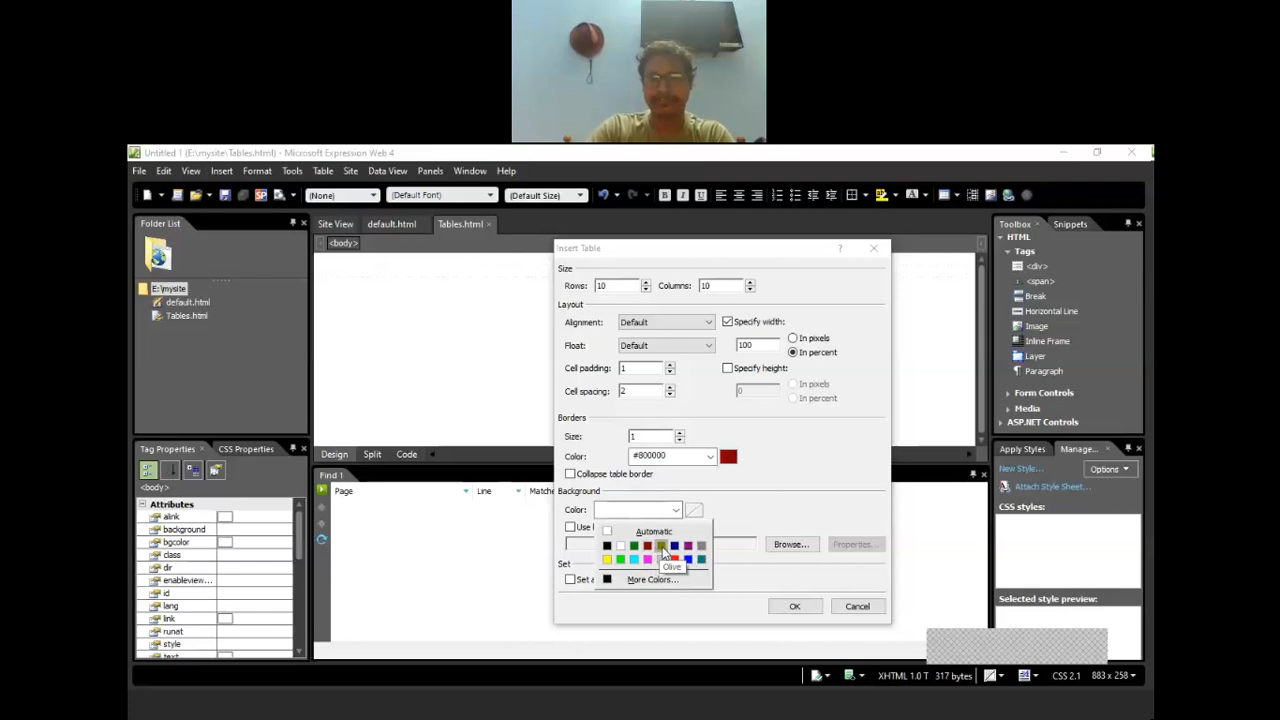 Untitled 1 (E:\mysite\Tables.html) - Microsoft Expression Web 4
File Edit View Insert Format Tools Table Site Data View Panels Window Help
(None) (Default Font) (Default Size)
Folder List
Site View default.html Tables.html
Toolbox Snippets
<body>
E:\mysite
default.html
Tables.html
Insert Table
Size
Rows: 10 Columns: 10
Layout
Alignment: Default Specify width:
In pixels
Float: Default 100
In percent
Cell padding: 1 Specify height:
In pixels
Cell spacing: 2 0
In percent
Borders
Size: 1
Color: #800000
Collapse table border
Background
Color:
Automatic
Browse... Properties...
Olive
Set
Set a
More Colors...
OK Cancel
HTML
Tags
<div>
<span>
Break
Horizontal Line
Image
Inline Frame
Layer
Paragraph
Form Controls
Media
ASP.NET Controls
Tag Properties CSS Properties
Design Split Code
Apply Styles Manage...
<body>
Attributes
alink
background
bgcolor
class
dir
enableview...
id
lang
link
runat
style
Find 1
Page Line Matche
New Style... Options
Attach Style Sheet...
CSS styles:
Selected style preview:
XHTML 1.0 T 317 bytes CSS 2.1 883 x 258